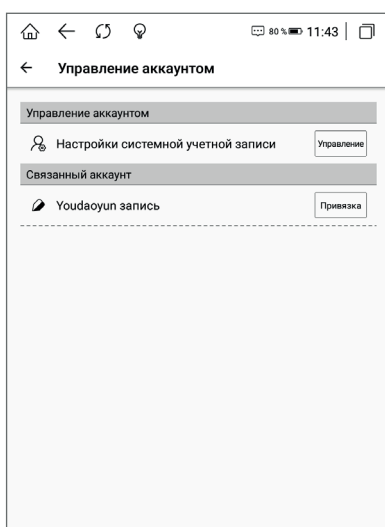 80 % 11:43
Управление аккаунтом
Управление аккаунтом
Настройки системной учетной записи Управление
Связанный аккаунт
Youdaoyun запись Привязка